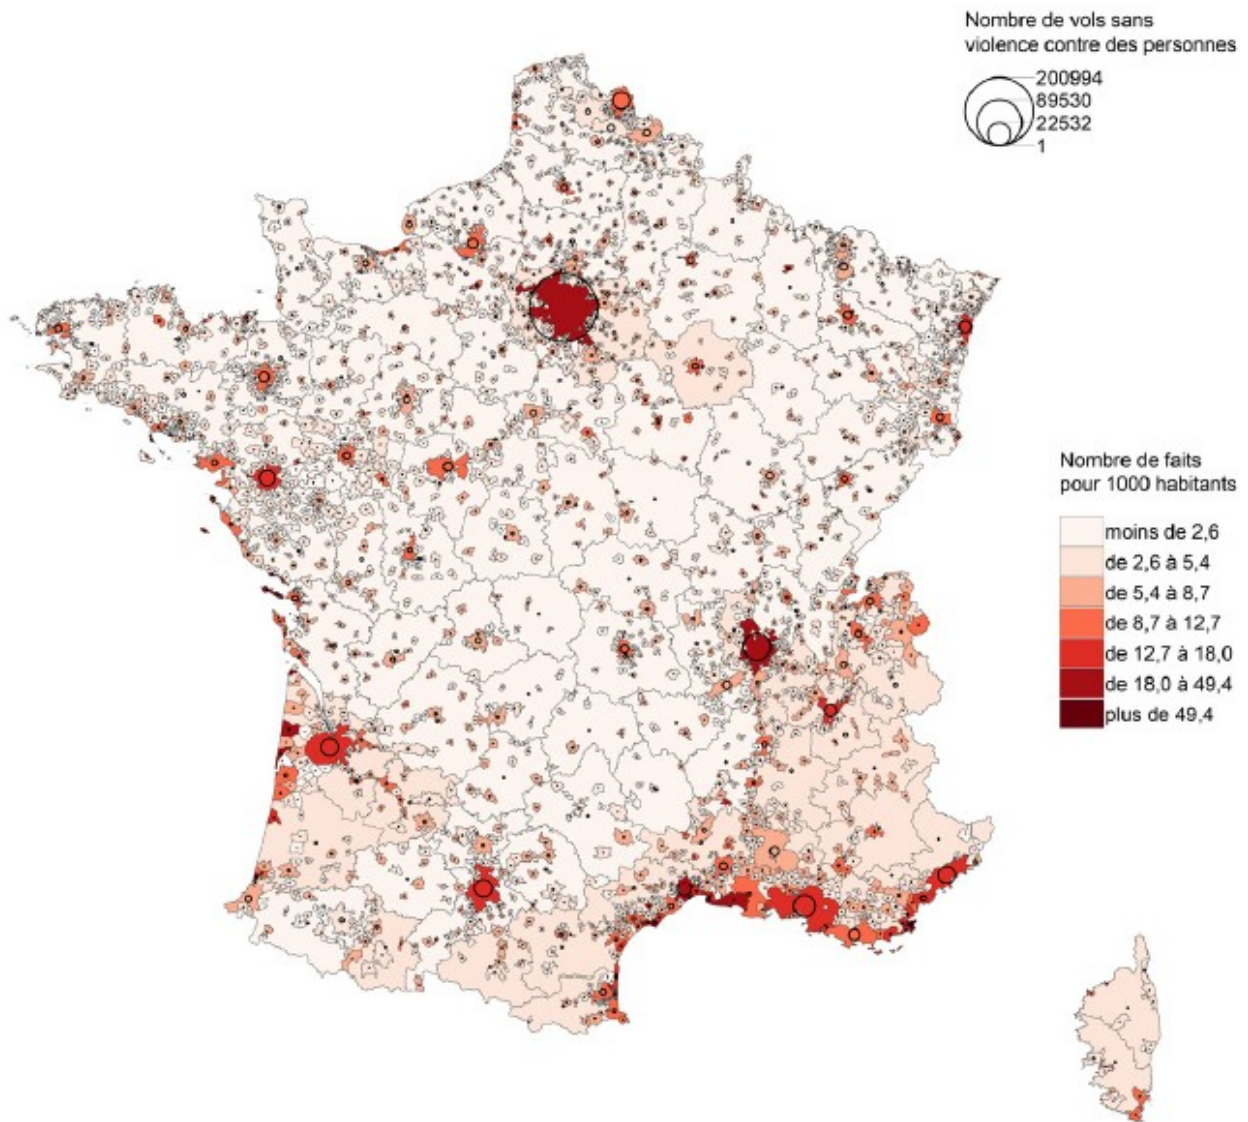 Nombre de vols sans
violence contre des personnes
200994
89530
22532
1
Nombre de faits
pour 1000 habitants
moins de 2,6
de 2,6 à 5,4
de 5,4 à 8,7
de 8,7 à 12,7
de 12,7 à 18,0
de 18,0 à 49,4
plus de 49,4